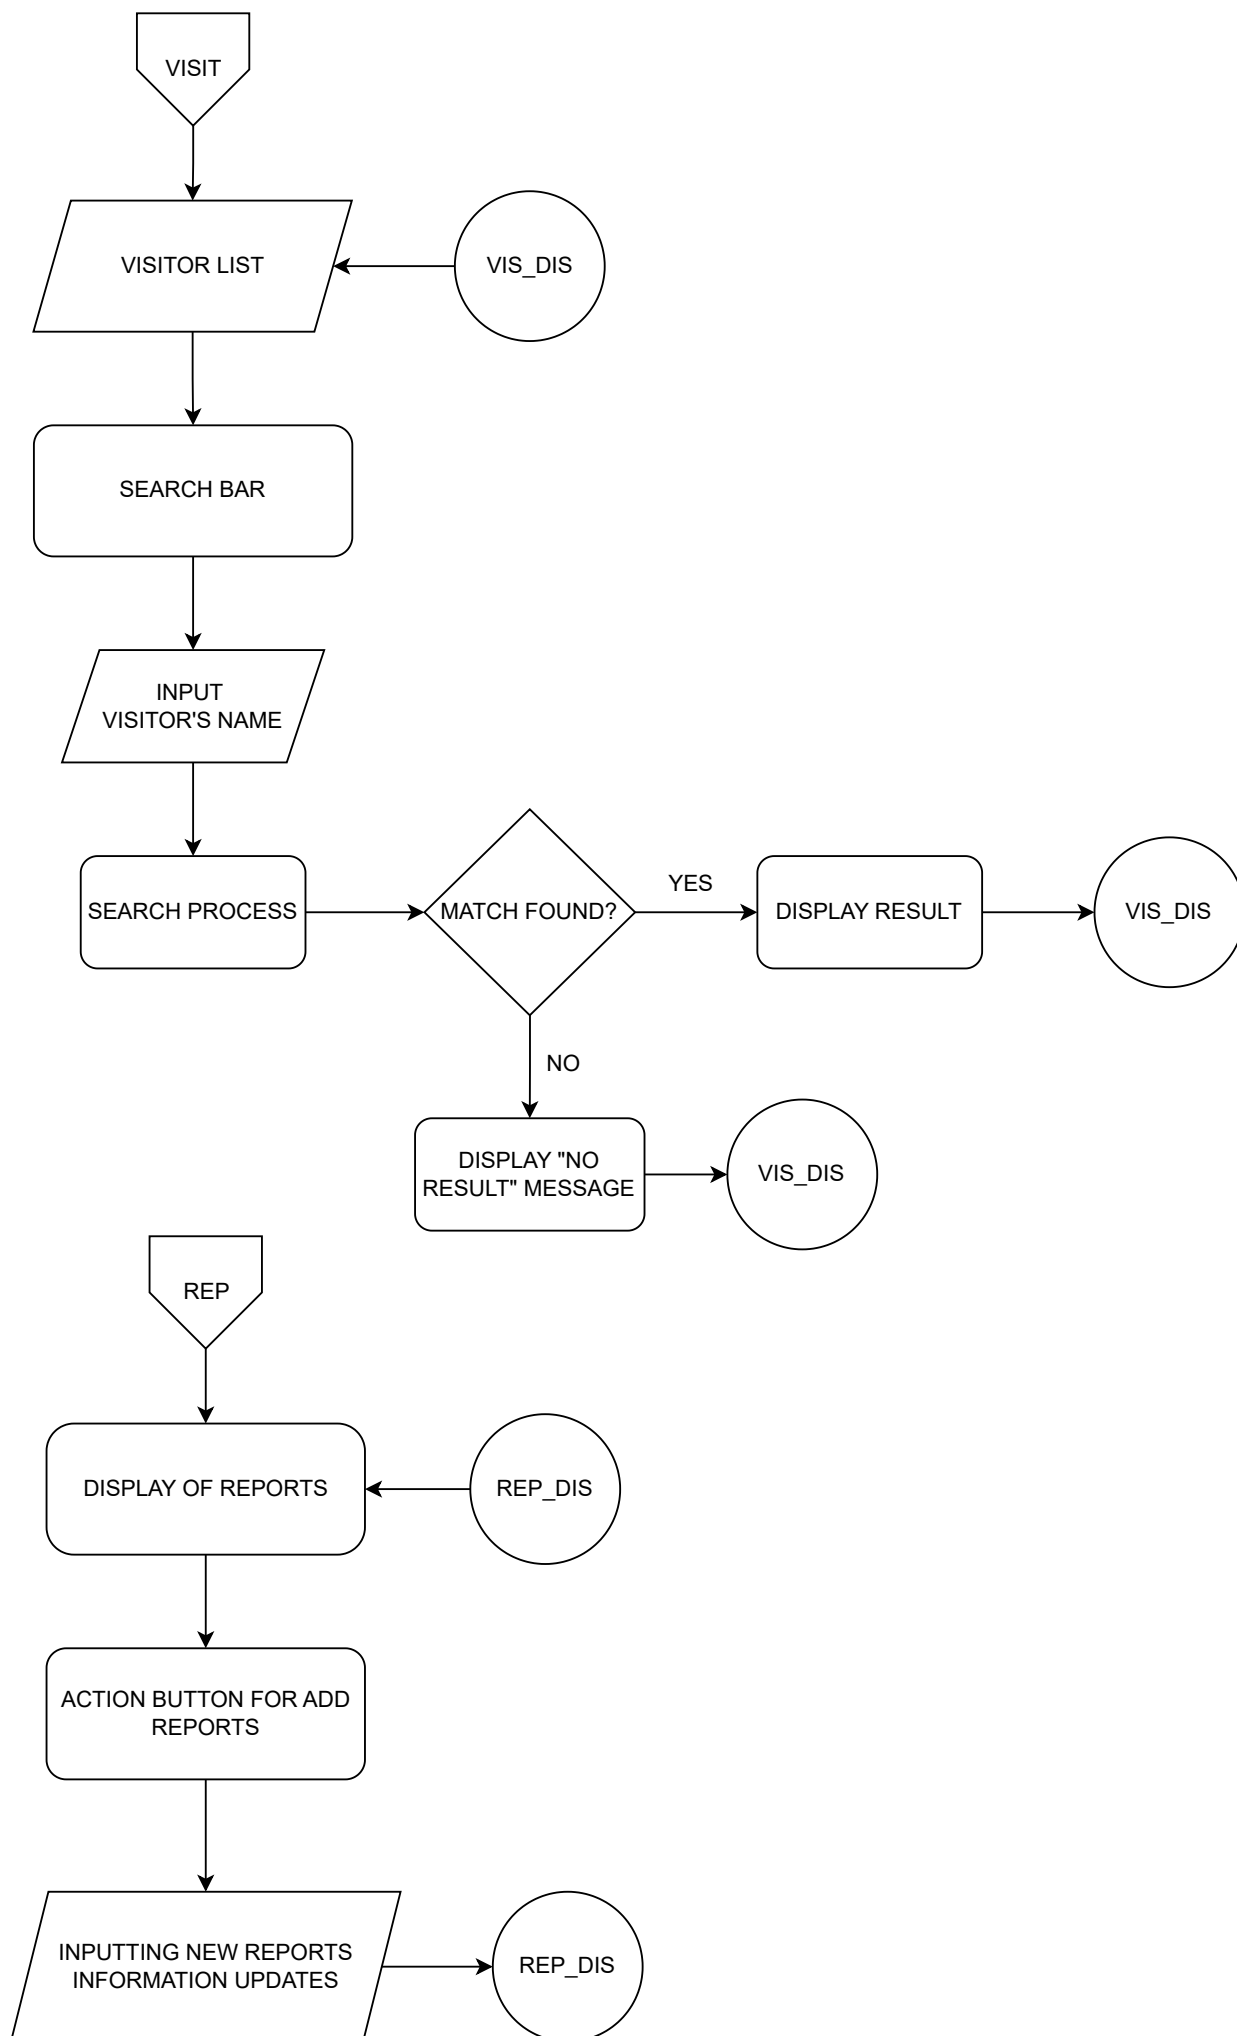 VISIT
VISITOR LIST
VIS_DIS
SEARCH BAR
INPUT
VISITOR'S NAME
SEARCH PROCESS
MATCH FOUND?
YES
DISPLAY RESULT
VIS_DIS
NO
DISPLAY "NO
RESULT" MESSAGE
VIS_DIS
REP
DISPLAY OF REPORTS
REP_DIS
ACTION BUTTON FOR ADD
REPORTS
INPUTTING NEW REPORTS
INFORMATION UPDATES
REP_DIS